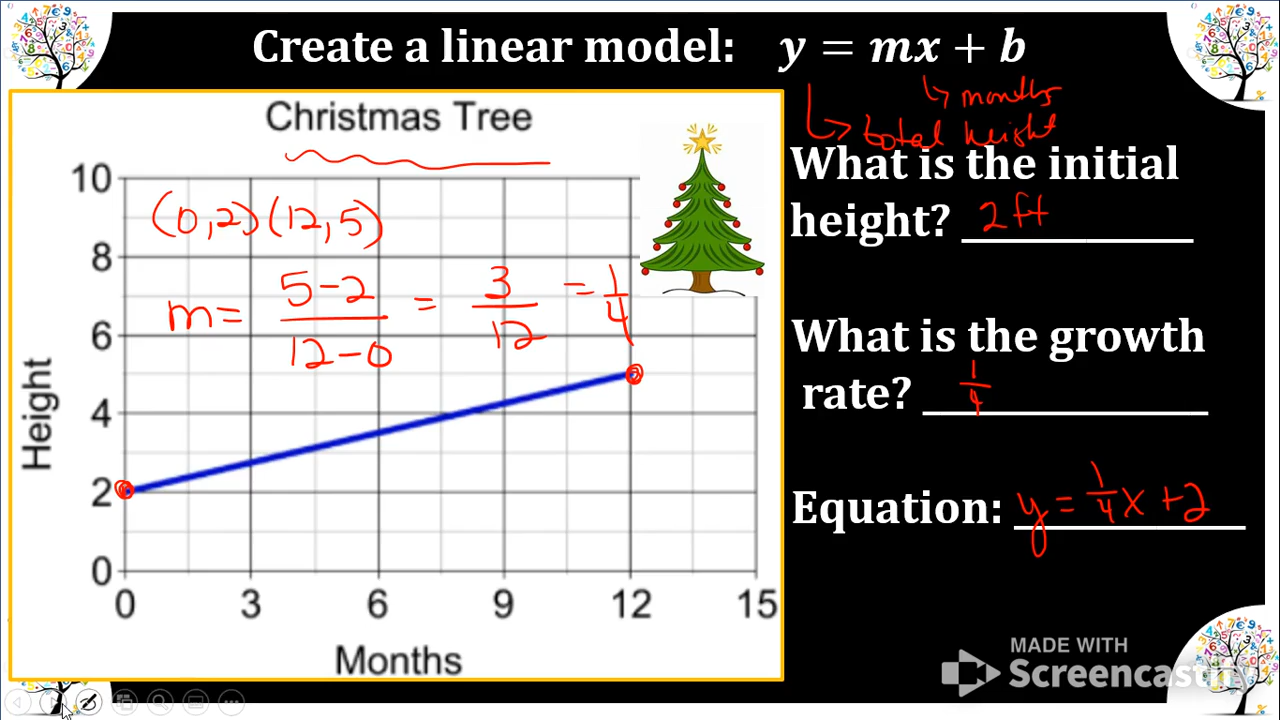 Create a linear model: y = mx + b
↳ months
↳ total height
Christmas Tree
(0,2)(12,5)
m = 5-2/12-0 = 3/12 = 1/4
10
8
6
4
2
0
Height
0 3 6 9 12 15
Months
What is the initial
height? 2 ft
What is the growth
rate? 1/4
Equation: y = 1/4x + 2
MADE WITH
Screencastify